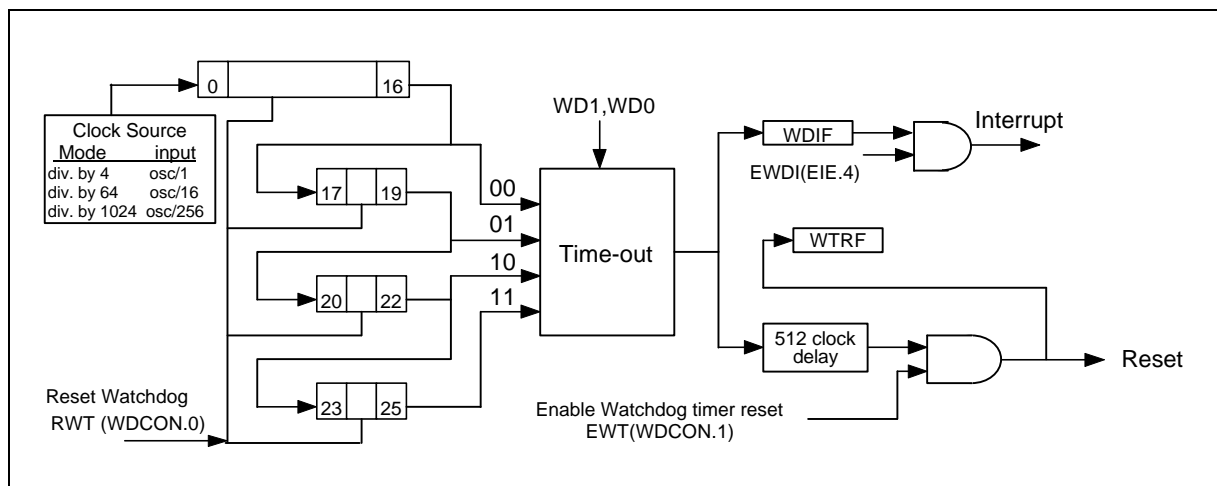 0 16
Clock Source
Mode input
div. by 4 osc/1
div. by 64 osc/16
div. by 1024 osc/256
17 19
20 22
23 25
Reset Watchdog
RWT (WDCON.0)
WD1,WD0
00
01
10
11
Time-out
WDIF
EWDI(EIE.4)
Interrupt
WTRF
512 clock
delay
Enable Watchdog timer reset
EWT(WDCON.1)
Reset